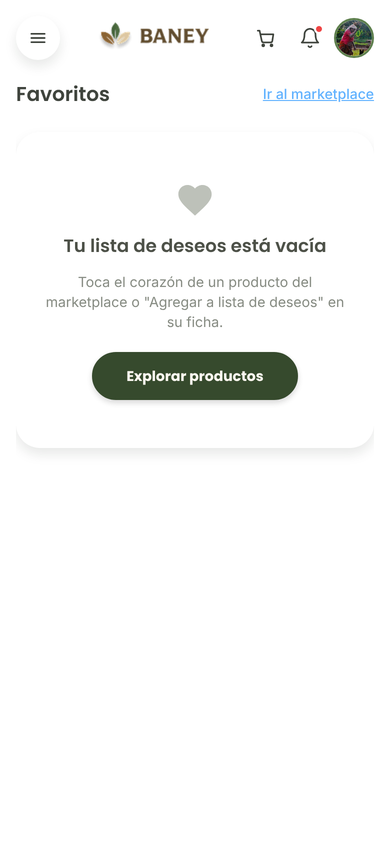 BANEY
Favoritos
Ir al marketplace
Tu lista de deseos está vacía
Toca el corazón de un producto del
marketplace o "Agregar a lista de deseos" en
su ficha.
Explorar productos